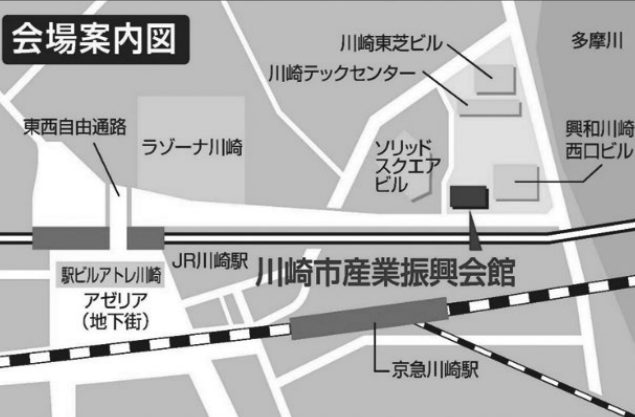 会場案内図
川崎東芝ビル
多摩川
川崎テックセンター
東西自由通路
ラゾーナ川崎
ソリッド
スクエア
ビル
興和川崎
西口ビル
JR川崎駅
川崎市産業振興会館
駅ビルアトレ川崎
アゼリア
(地下街)
京急川崎駅